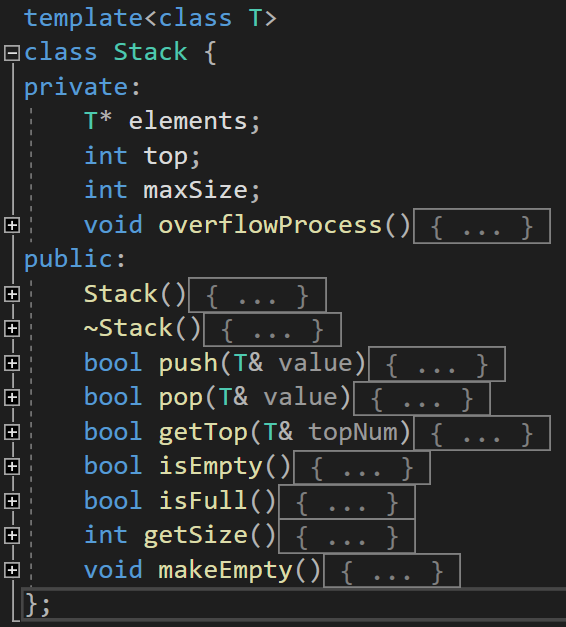 template<class T>
class Stack {
private:
    T* elements;
    int top;
    int maxSize;
    void overflowProcess() { ... }
public:
    Stack() { ... }
    ~Stack() { ... }
    bool push(T& value) { ... }
    bool pop(T& value) { ... }
    bool getTop(T& topNum) { ... }
    bool isEmpty() { ... }
    bool isFull() { ... }
    int getSize() { ... }
    void makeEmpty() { ... }
};